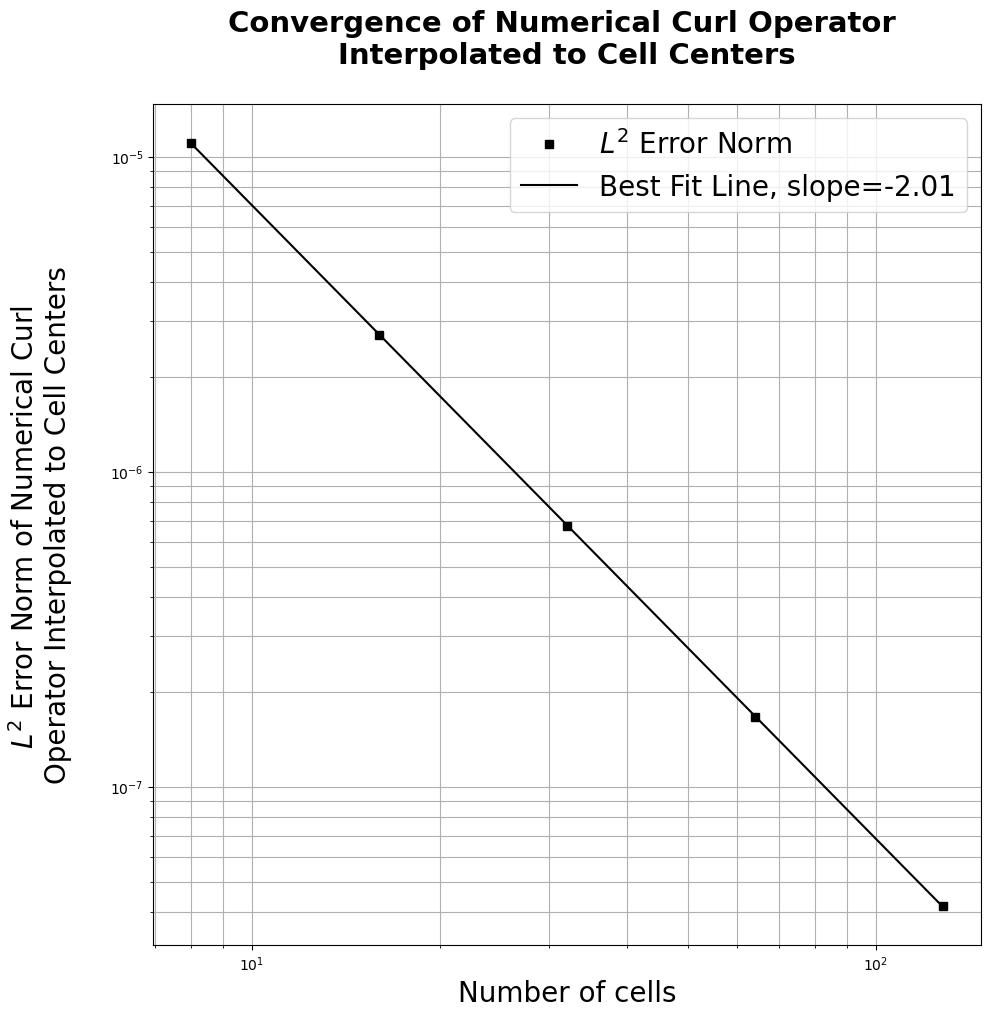 Convergence of Numerical Curl Operator
Interpolated to Cell Centers
L² Error Norm
Best Fit Line, slope=-2.01
L² Error Norm of Numerical Curl
Operator Interpolated to Cell Centers
10⁻⁵
10⁻⁶
10⁻⁷
10¹
10²
Number of cells